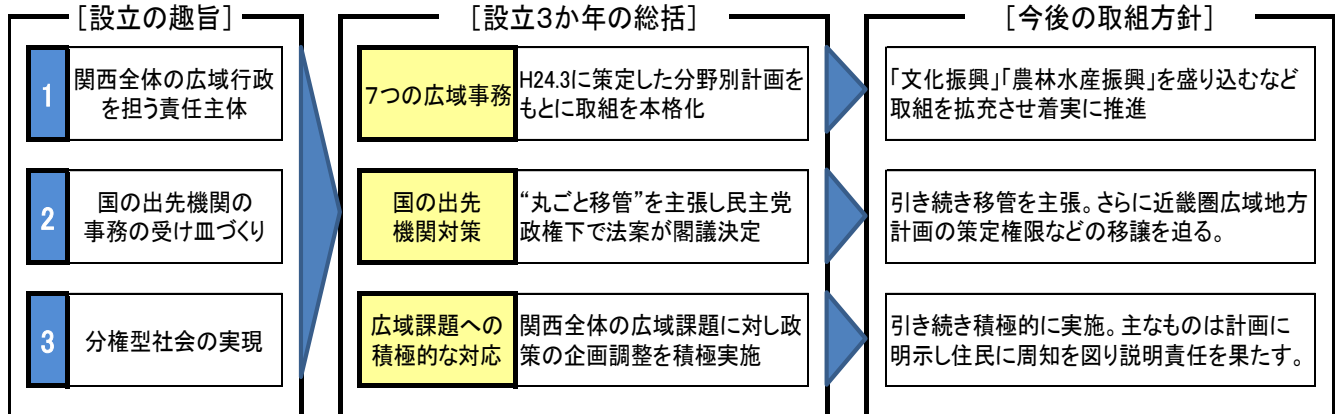 [設立の趣旨]
1
関西全体の広域行政
を担う責任主体
2
国の出先機関の
事務の受け皿づくり
3
分権型社会の実現
[設立3か年の総括]
7つの広域事務
H24.3に策定した分野別計画を
もとに取組を本格化
国の出先
機関対策
“丸ごと移管”を主張し民主党
政権下で法案が閣議決定
広域課題への
積極的な対応
関西全体の広域課題に対し政
策の企画調整を積極実施
[今後の取組方針]
「文化振興」「農林水産振興」を盛り込むなど
取組を拡充させ着実に推進
引き続き移管を主張。さらに近畿圏広域地方
計画の策定権限などの移譲を迫る。
引き続き積極的に実施。主なものは計画に
明示し住民に周知を図り説明責任を果たす。